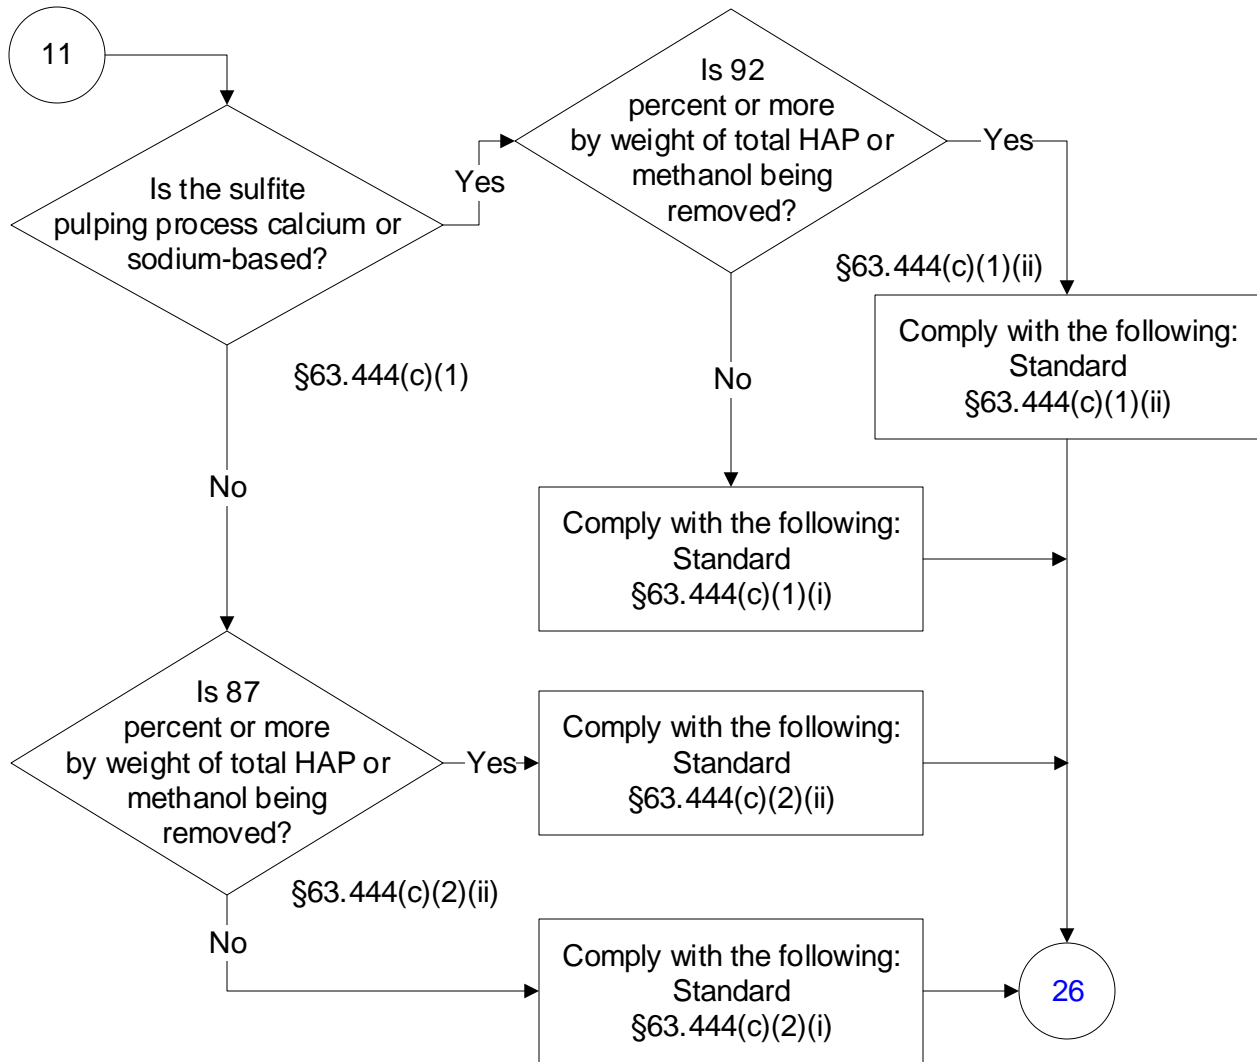 11
Is the sulfite
pulping process calcium or
sodium-based?
Yes
Is 92
percent or more
by weight of total HAP or
methanol being
removed?
Yes
§63.444(c)(1)(ii)
Comply with the following:
Standard
§63.444(c)(1)(ii)
§63.444(c)(1)
No
No
Comply with the following:
Standard
§63.444(c)(1)(i)
Is 87
percent or more
by weight of total HAP or
methanol being
removed?
Yes
Comply with the following:
Standard
§63.444(c)(2)(ii)
§63.444(c)(2)(ii)
No
Comply with the following:
Standard
§63.444(c)(2)(i)
26